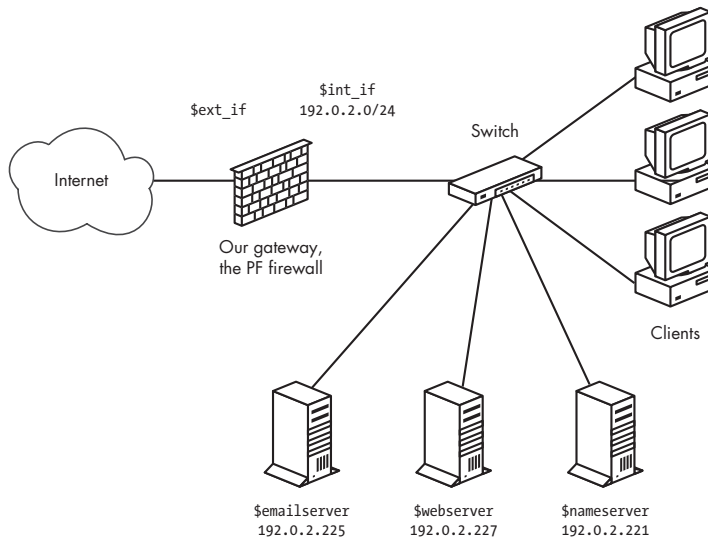 $int_if
$ext_if
192.0.2.0/24
Switch
Internet
Our gateway,
the PF firewall
Clients
$emailserver
192.0.2.225
$webserver
192.0.2.227
$nameserver
192.0.2.221